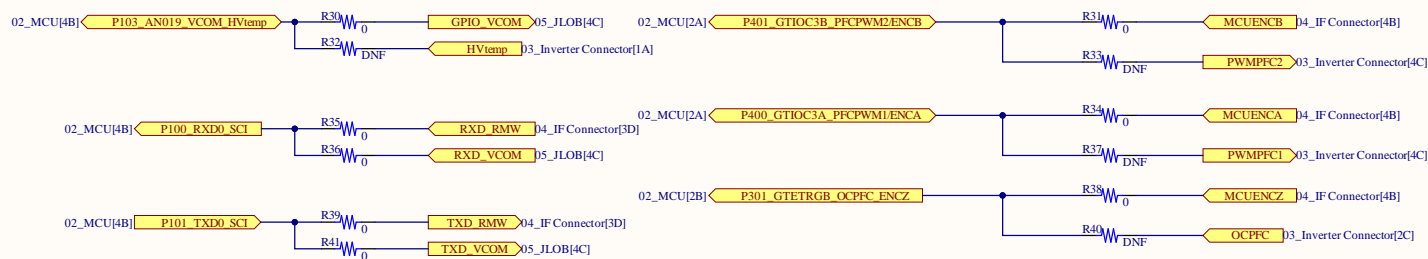 02_MCU[4B] P103_AN019_VCOM_HVtemp R30 0 GPIO_VCOM 05_JLOB[4C]
R32 DNF HVtemp 03_Inverter Connector[1A]
02_MCU[4B] P100_RXD0_SCI R35 0 RXD_RMW 04_IF Connector[3D]
R36 0 RXD_VCOM 05_JLOB[4C]
02_MCU[4B] P101_TXD0_SCI R39 0 TXD_RMW 04_IF Connector[3D]
R41 0 TXD_VCOM 05_JLOB[4C]
02_MCU[2A] P401_GTIOC3B_PFCPWM2/ENCB R31 0 MCUENCB 04_IF Connector[4B]
R33 DNF PWMPFC2 03_Inverter Connector[4C]
02_MCU[2A] P400_GTIOC3A_PFCPWM1/ENCA R34 0 MCUENCA 04_IF Connector[4B]
R37 DNF PWMPFC1 03_Inverter Connector[4C]
02_MCU[2B] P301_GTETRGB_OCPFC_ENCZ R38 0 MCUENCZ 04_IF Connector[4B]
R40 DNF OCPFC 03_Inverter Connector[2C]